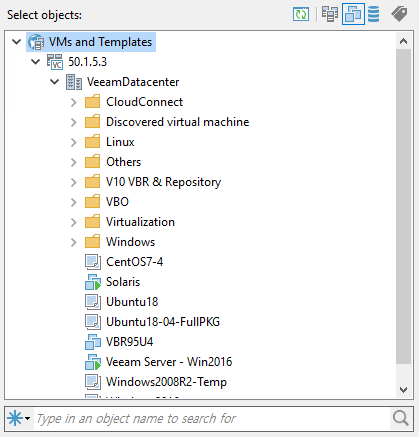 Select objects:
VMs and Templates
VC
50.1.5.3
VeeamDatacenter
CloudConnect
Discovered virtual machine
Linux
Others
V10 VBR & Repository
VBO
Virtualization
Windows
CentOS7-4
Solaris
Ubuntu18
Ubuntu18-04-FullPKG
VBR95U4
Veeam Server - Win2016
Windows2008R2-Temp
Type in an object name to search for